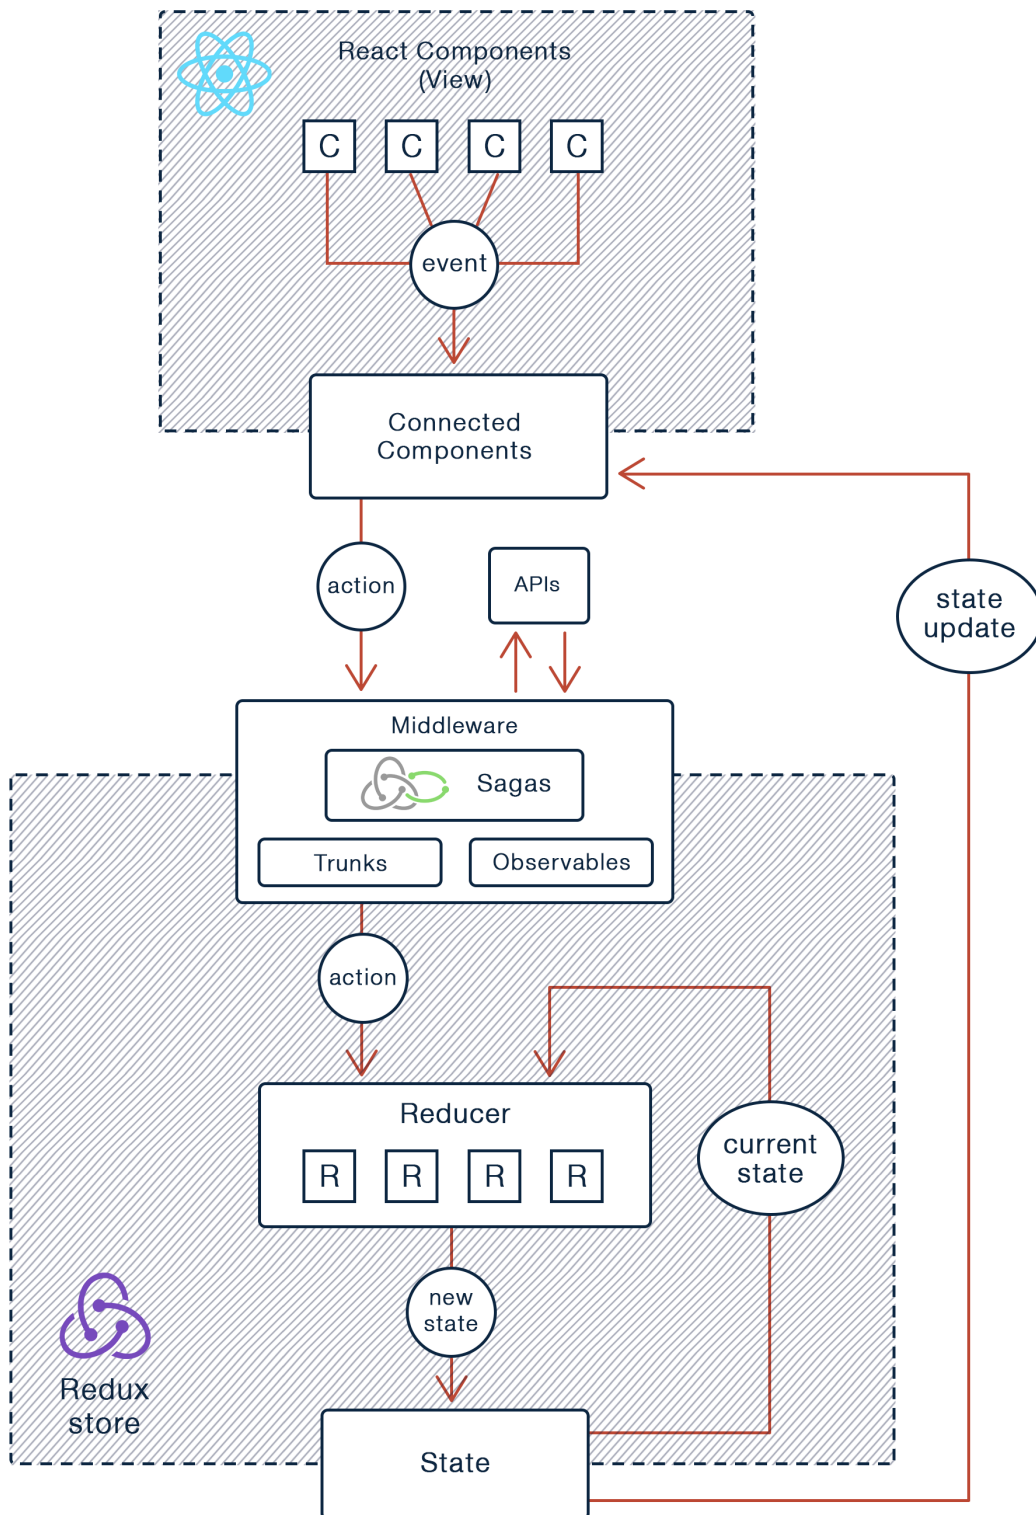 React Components
(View)
C C C C
event
Connected
Components
action
APIs
state
update
Middleware
Sagas
Trunks
Observables
action
Reducer
R R R R
current
state
new
state
Redux
store
State